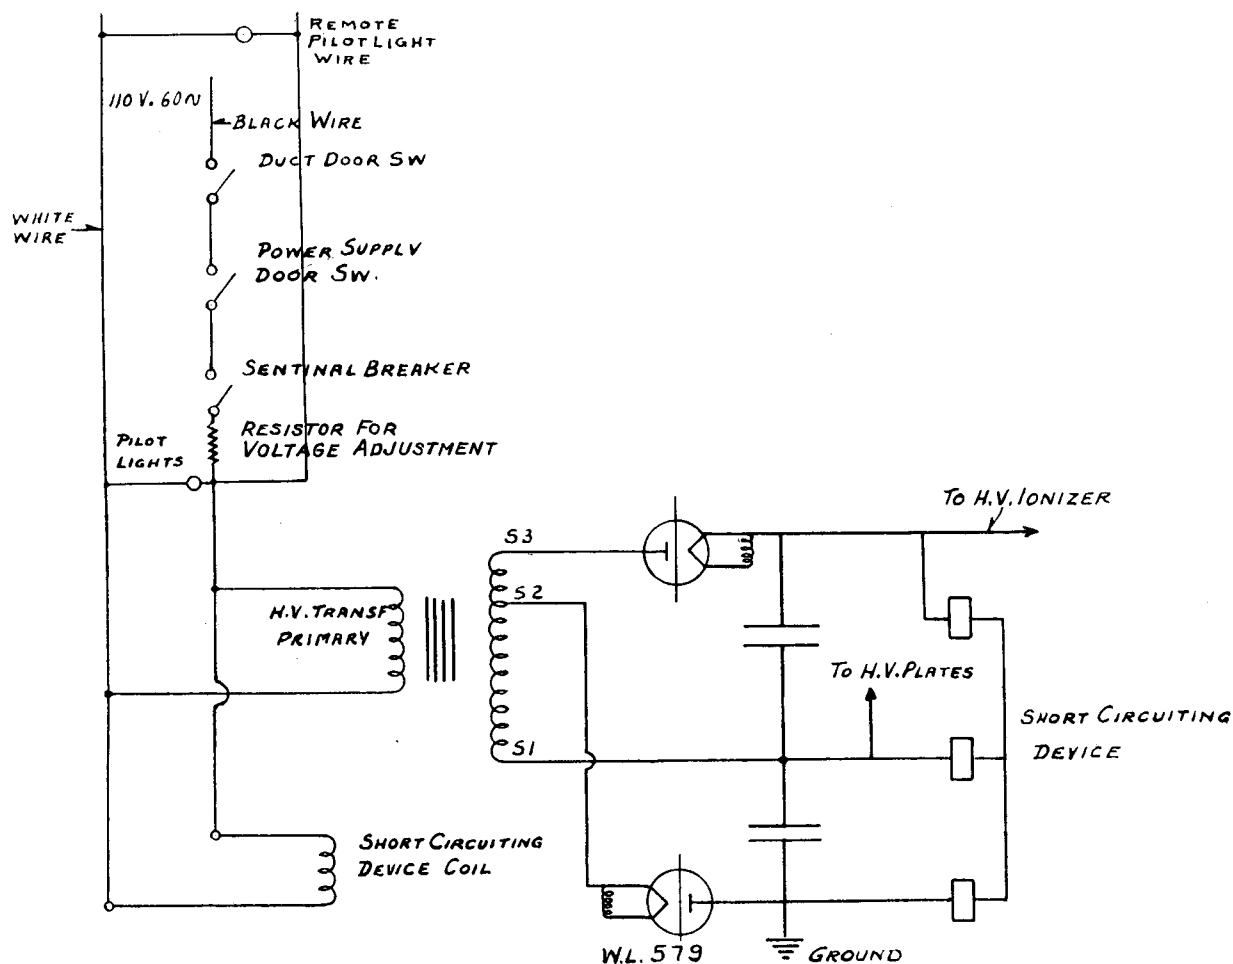 REMOTE
PILOT LIGHT
WIRE
110 V. 60~
BLACK WIRE
DUCT DOOR SW
WHITE
WIRE
POWER SUPPLY
DOOR SW.
SENTINAL BREAKER
RESISTOR FOR
VOLTAGE ADJUSTMENT
PILOT
LIGHTS
TO H.V. IONIZER
S3
S2
H.V. TRANSF
PRIMARY
TO H.V. PLATES
SHORT CIRCUITING
DEVICE
S1
SHORT CIRCUITING
DEVICE COIL
W.L. 579
GROUND